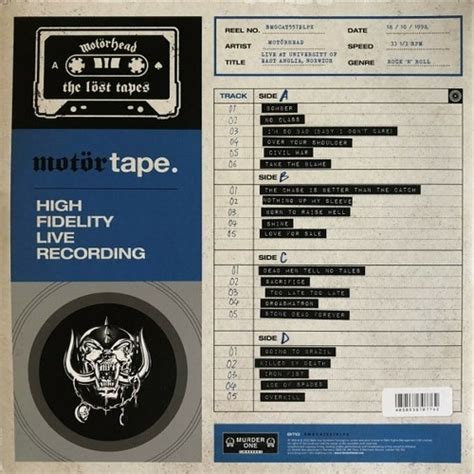 Motörhead
A
the löst tapes
motörtape.
HIGH
FIDELITY
LIVE
RECORDING
REEL NO.
DATE 18 / 10 / 1998
ARTIST MOTÖRHEAD
SPEED 33 1/3 RPM
TITLE LIVE AT UNIVERSITY OF
EAST ANGLIA, NORWICH
GENRE ROCK 'N' ROLL
TRACK SIDE A
01 BOMBER
02 NO CLASS
03 I'M SO BAD (BABY I DON'T CARE)
04 OVER YOUR SHOULDER
05 CIVIL WAR
06 TAKE THE BLAME
SIDE B
01 THE CHASE IS BETTER THAN THE CATCH
02 NOTHING UP MY SLEEVE
03 BORN TO RAISE HELL
04 SHINE
05 LOVE FOR SALE
SIDE C
01 DEAD MEN TELL NO TALES
02 SACRIFICE
03 TOO LATE TOO LATE
04 ORGASMATRON
05 STONE DEAD FOREVER
SIDE D
01 GOING TO BRAZIL
02 KILLED BY DEATH
03 IRON FIST
04 ACE OF SPADES
05 OVERKILL
MURDER
ONE
BMG